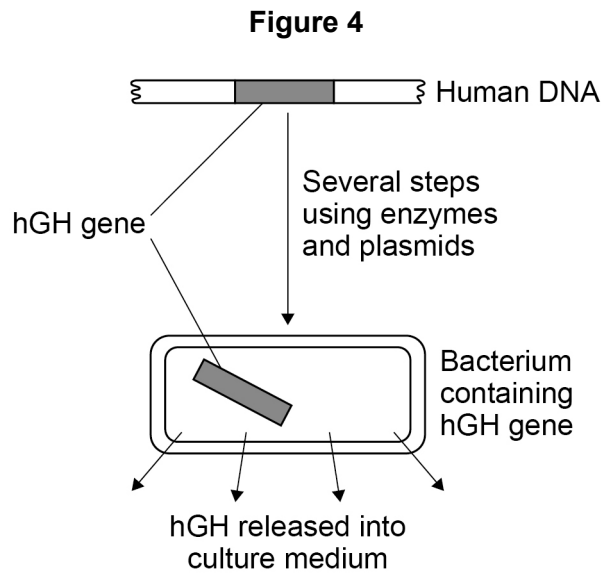 Figure 4
Human DNA
Several steps
using enzymes
and plasmids
hGH gene
Bacterium
containing
hGH gene
hGH released into
culture medium